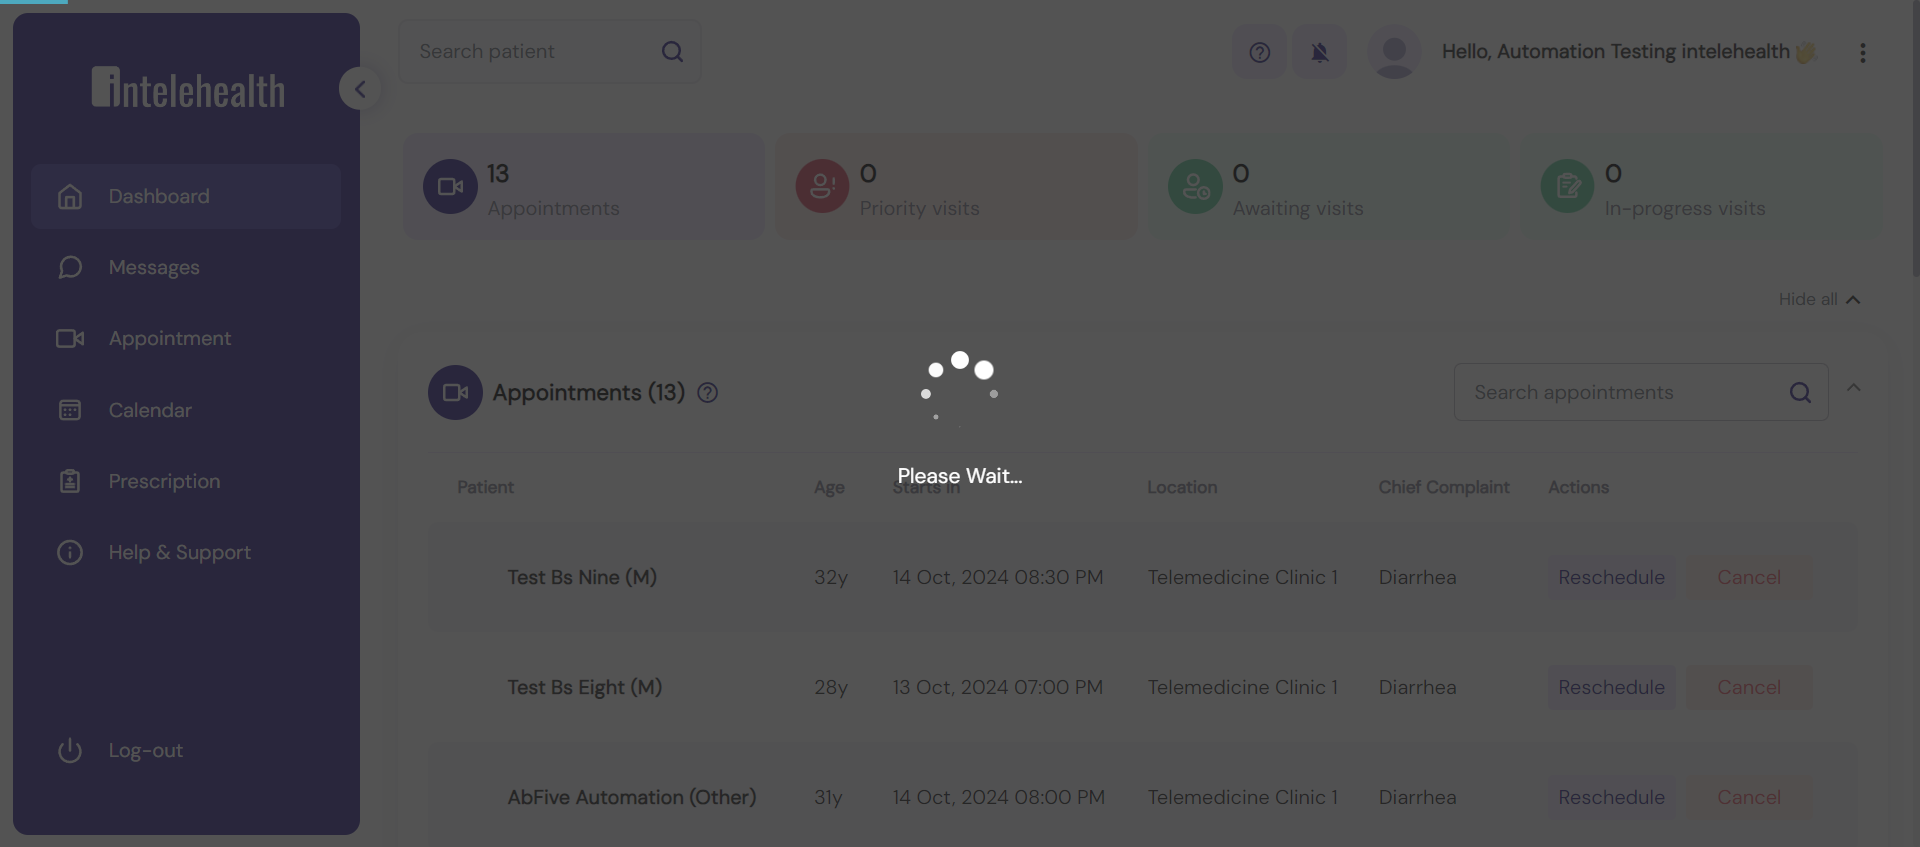 intelehealth
Dashboard
Messages
Appointment
Calendar
Prescription
Help & Support
Log-out
Search patient
Hello, Automation Testing intelehealth 👋
13
Appointments
0
Priority visits
0
Awaiting visits
0
In-progress visits
Hide all
Appointments (13)
Search appointments
Please Wait...
Patient Age Starts in Location Chief Complaint Actions
Test Bs Nine (M) 32y 14 Oct, 2024 08:30 PM Telemedicine Clinic 1 Diarrhea Reschedule Cancel
Test Bs Eight (M) 28y 13 Oct, 2024 07:00 PM Telemedicine Clinic 1 Diarrhea Reschedule Cancel
AbFive Automation (Other) 31y 14 Oct, 2024 08:00 PM Telemedicine Clinic 1 Diarrhea Reschedule Cancel